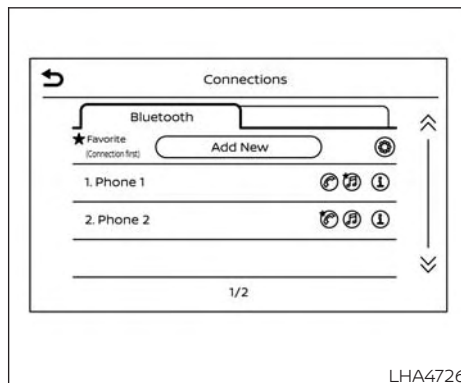 Connections
Bluetooth
★Favorite
(Connection first)
Add New
1. Phone 1
2. Phone 2
1/2
LHA4726